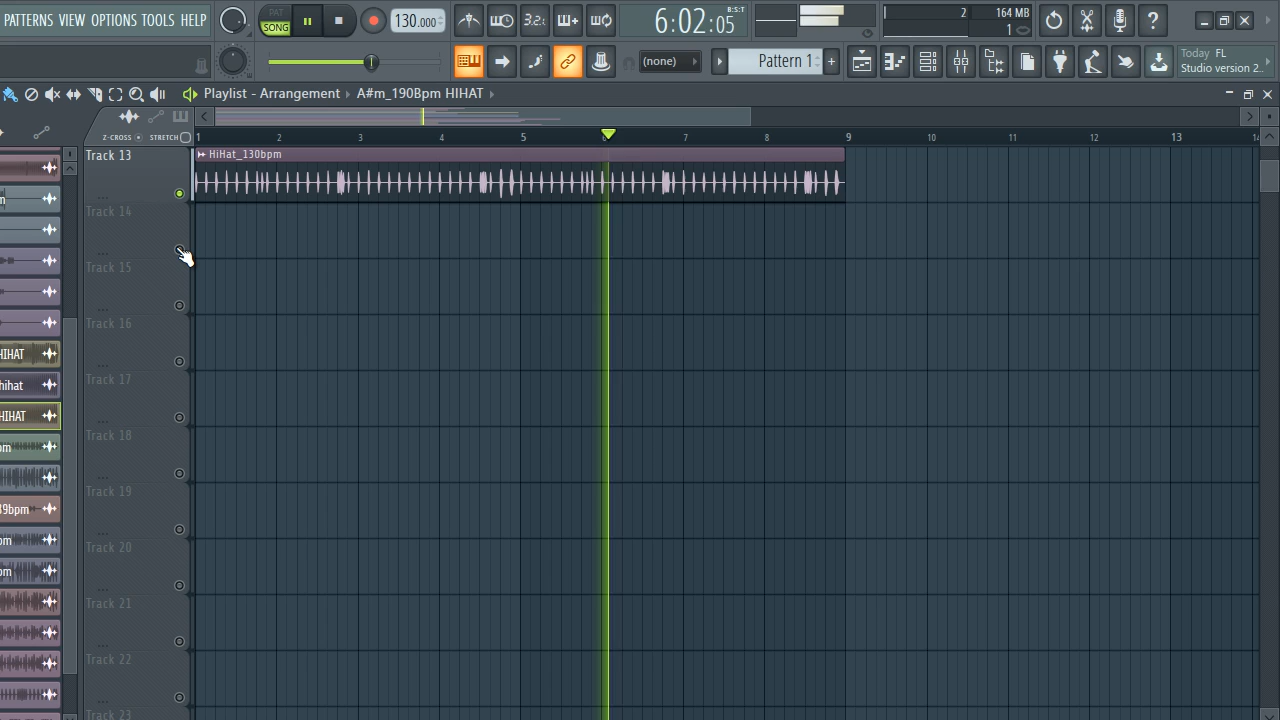 PATTERNS VIEW OPTIONS TOOLS HELP
PAT
SONG
130.000
3.2.
6:02:05
B:S:T
2
164 MB
1
(none)
Pattern 1
Today FL
Studio version 2..
Playlist - Arrangement
A#m_190Bpm HIHAT
Z-CROSS
STRETCH
1 2 3 4 5 6 7 8 9 10 11 12 13
Track 13
HiHat_130bpm
Track 14
Track 15
Track 16
Track 17
Track 18
Track 19
Track 20
Track 21
Track 22
Track 23
HIHAT
hihat
HIHAT